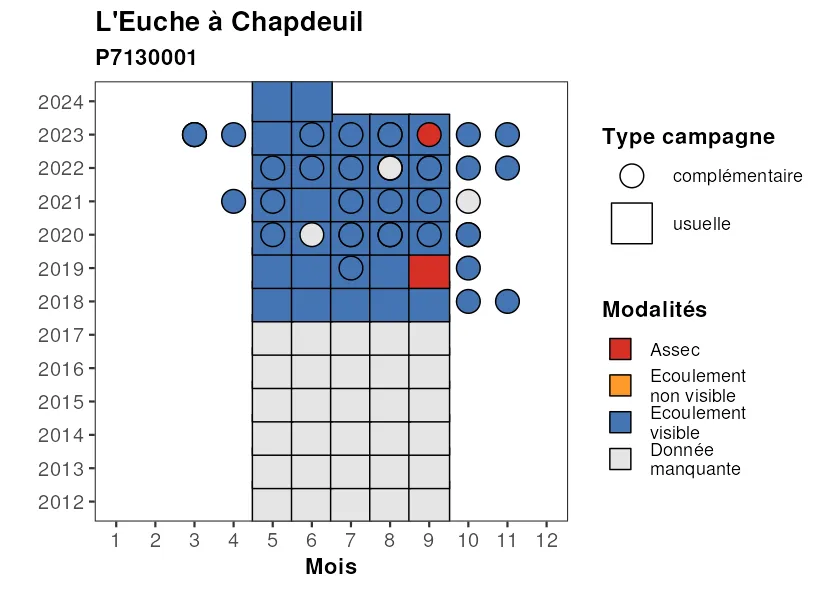 L'Euche à Chapdeuil
P7130001
2024
2023
2022
2021
2020
2019
2018
2017
2016
2015
2014
2013
2012
1 2 3 4 5 6 7 8 9 10 11 12
Mois
Type campagne
complémentaire
usuelle
Modalités
Assec
Ecoulement
non visible
Ecoulement
visible
Donnée
manquante